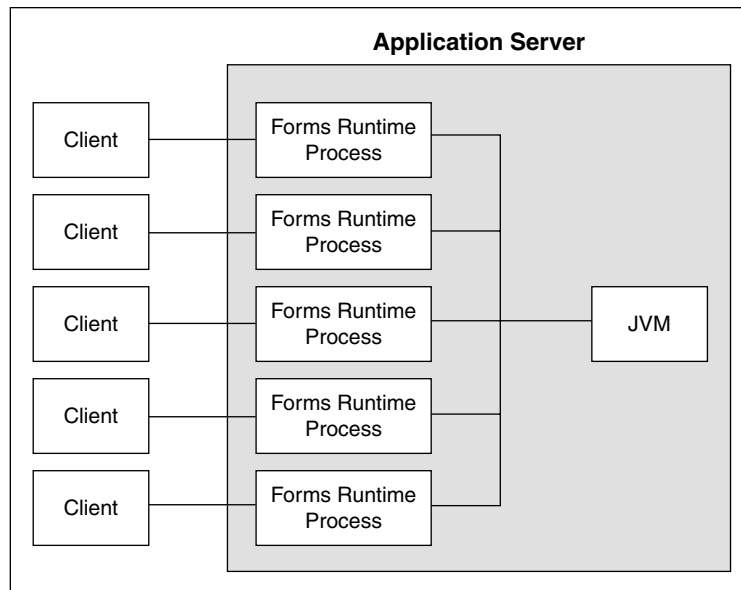 Application Server
Client
Forms Runtime
Process
Client
Forms Runtime
Process
Client
Forms Runtime
Process
JVM
Client
Forms Runtime
Process
Client
Forms Runtime
Process